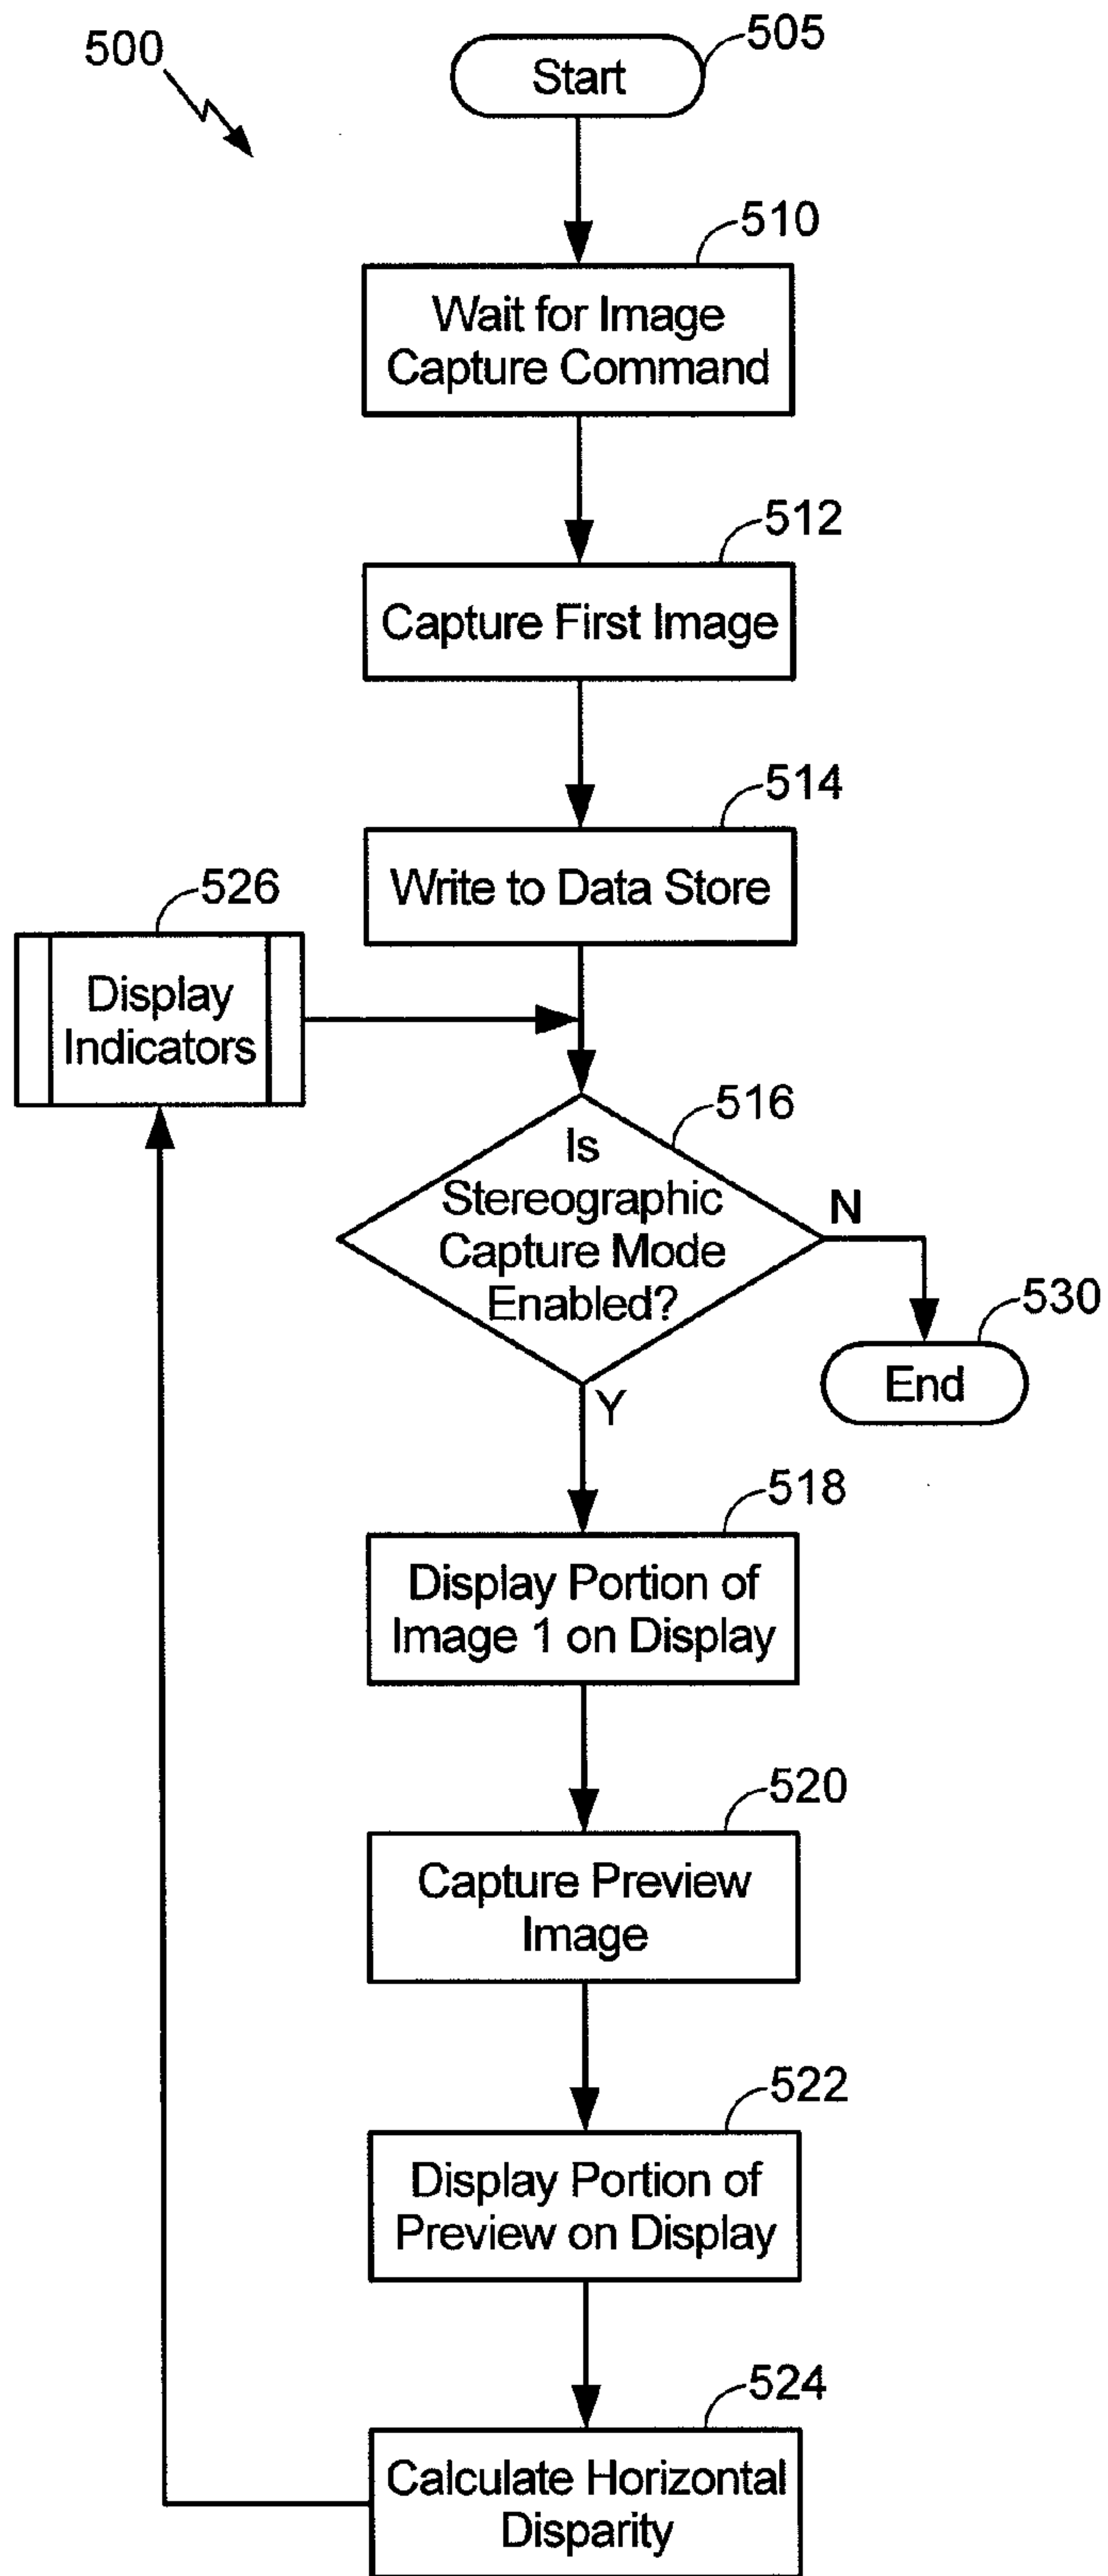 500
505
Start
510
Wait for Image
Capture Command
512
Capture First Image
514
Write to Data Store
526
Display
Indicators
516
Is
Stereographic
Capture Mode
Enabled?
N
530
End
Y
518
Display Portion of
Image 1 on Display
520
Capture Preview
Image
522
Display Portion of
Preview on Display
524
Calculate Horizontal
Disparity